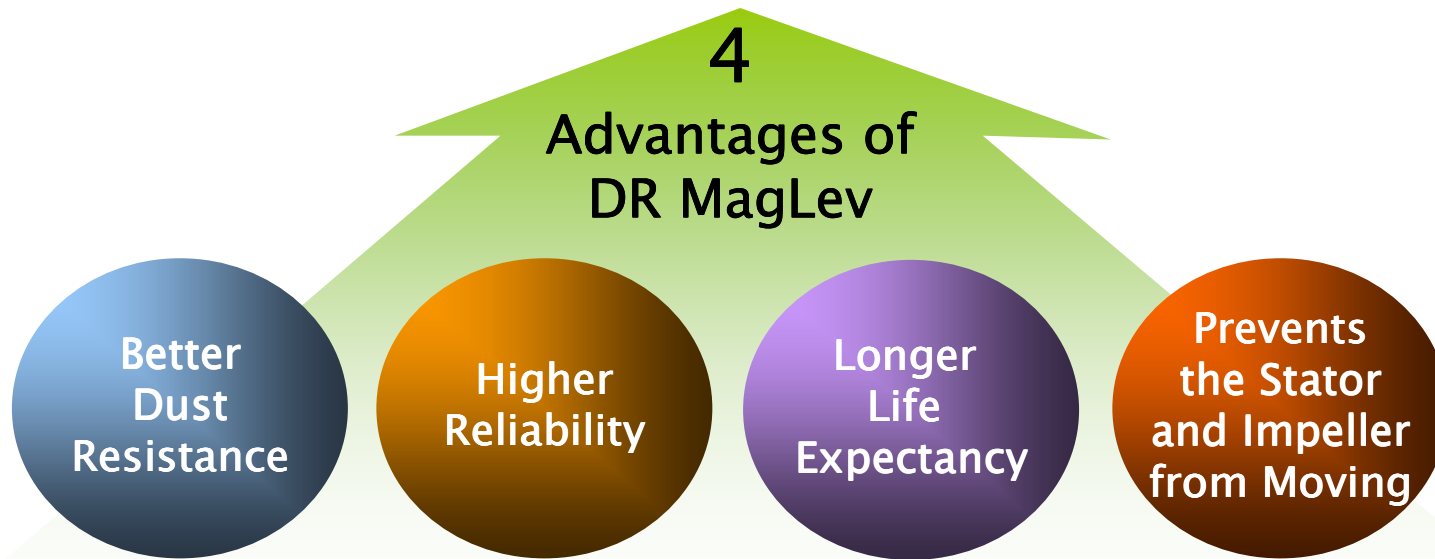 4
Advantages of
DR MagLev
Better
Dust
Resistance
Higher
Reliability
Longer
Life
Expectancy
Prevents
the Stator
and Impeller
from Moving